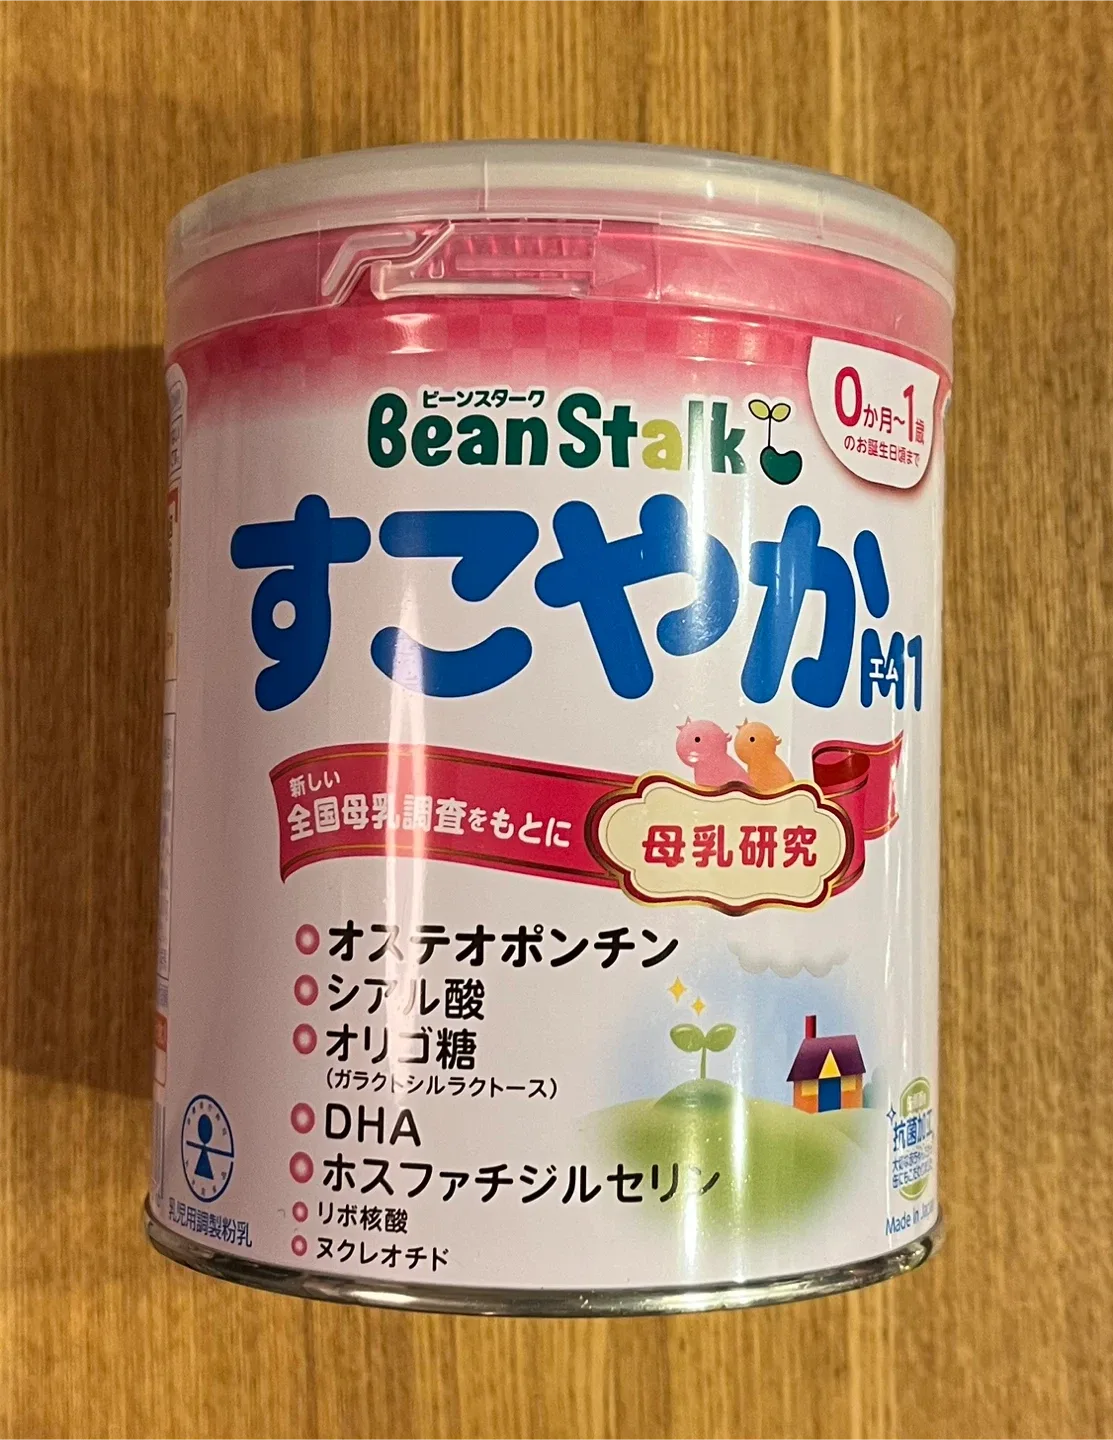 ビーンスターク
BeanStalk
0か月~1歳
のお誕生日頃まで
すこやか
エム
M1
新しい
全国母乳調査をもとに
母乳研究
オステオポンチン
シアル酸
オリゴ糖
(ガラクトシルラクトース)
DHA
ホスファチジルセリン
リボ核酸
ヌクレオチド
乳児用調製粉乳
抗菌加工
Made in Japan